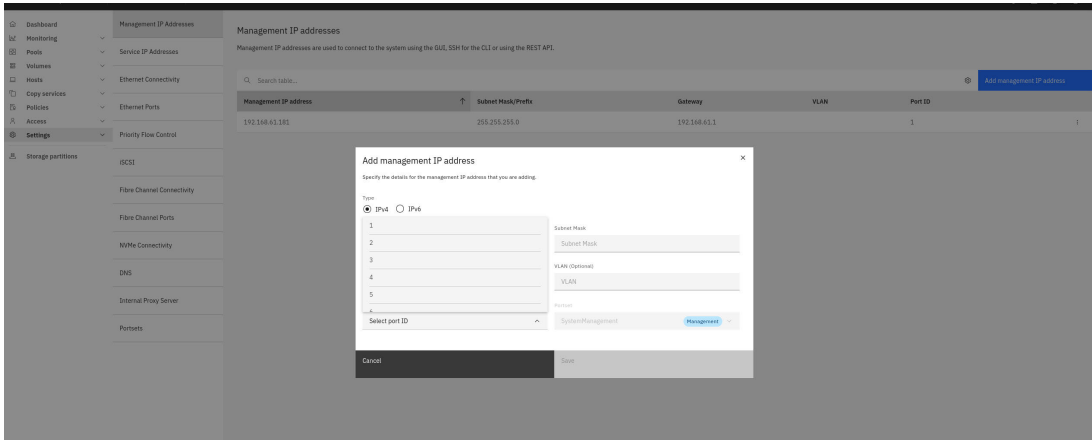 Dashboard
Monitoring
Pools
Volumes
Hosts
Copy services
Policies
Access
Settings
Storage partitions
Management IP Addresses
Service IP Addresses
Ethernet Connectivity
Ethernet Ports
Priority Flow Control
iSCSI
Fibre Channel Connectivity
Fibre Channel Ports
NVMe Connectivity
DNS
Internal Proxy Server
Portsets
Management IP addresses
Management IP addresses are used to connect to the system using the GUI, SSH for the CLI or using the REST API.
Search table...
Add management IP address
Management IP address Subnet Mask/Prefix Gateway VLAN Port ID
192.168.61.181 255.255.255.0 192.168.61.1 1
Add management IP address
Specify the details for the management IP address that you are adding.
Type
IPv4 IPv6
1
2
3
4
5
Select port ID
Subnet Mask
Subnet Mask
VLAN (Optional)
VLAN
Portset
SystemManagement Management
Cancel Save